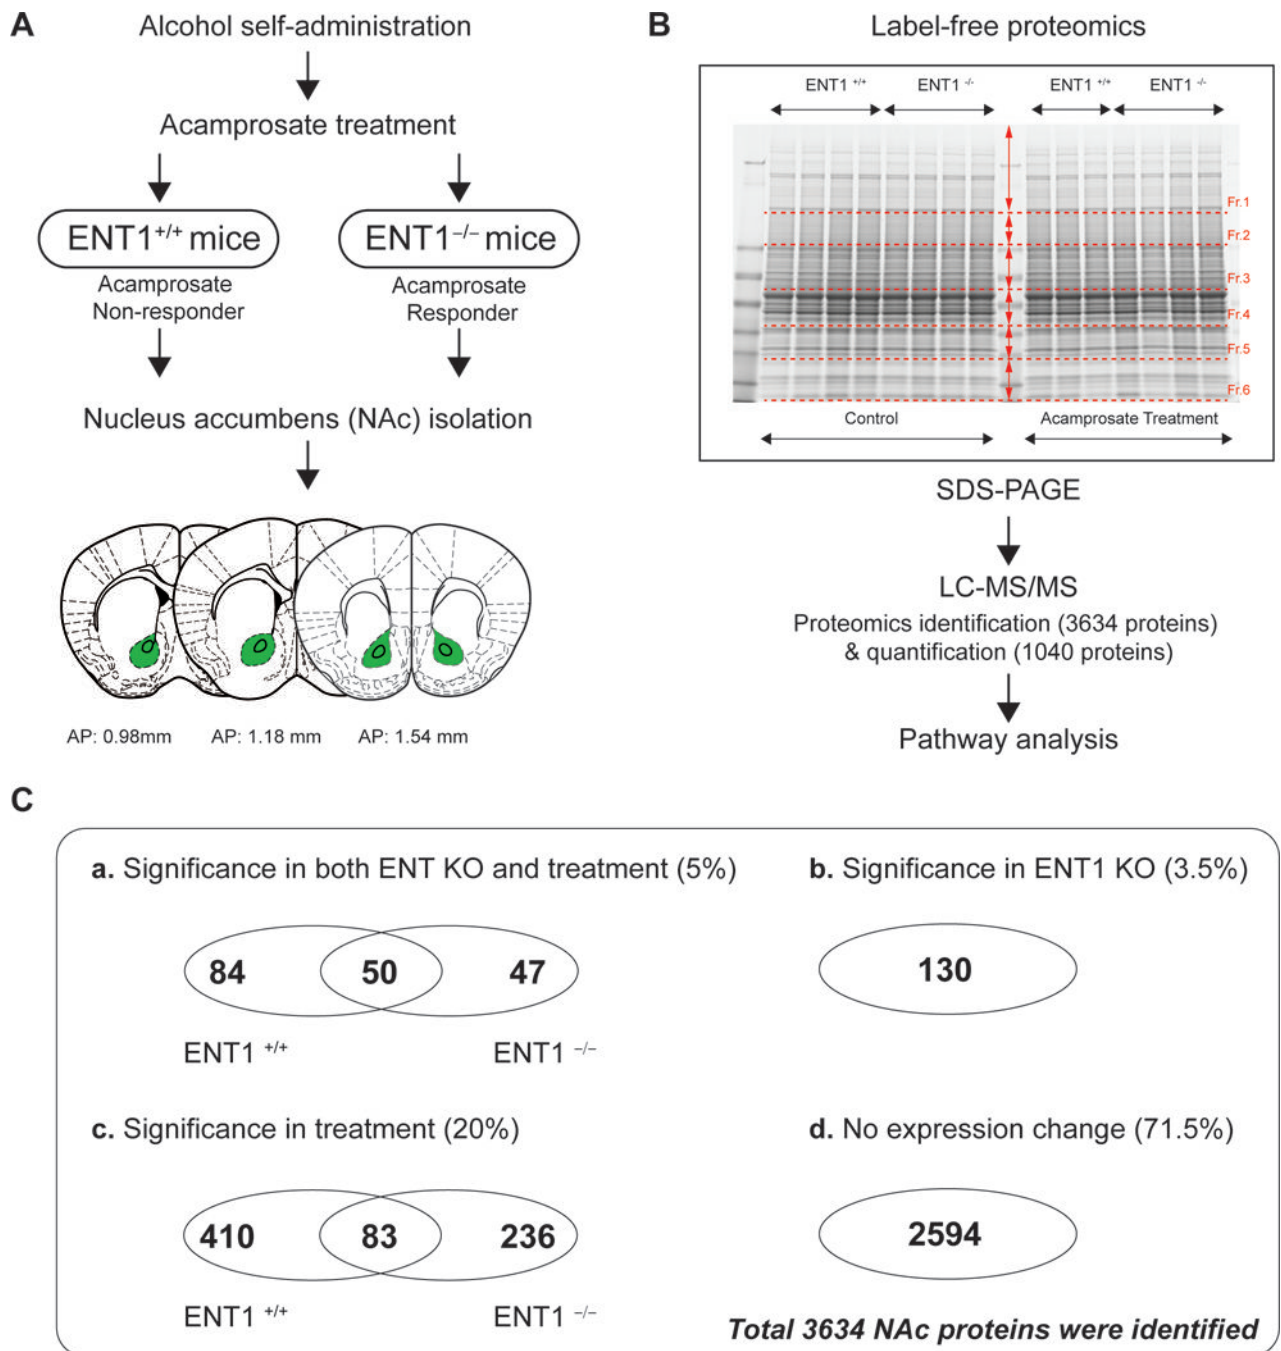 A
Alcohol self-administration
Acamprosate treatment
ENT1+/+ mice
ENT1−/− mice
Acamprosate
Non-responder
Acamprosate
Responder
Nucleus accumbens (NAc) isolation
AP: 0.98mm
AP: 1.18 mm
AP: 1.54 mm
B
Label-free proteomics
ENT1 +/+
ENT1 -/-
ENT1 +/+
ENT1 -/-
Fr.1
Fr.2
Fr.3
Fr.4
Fr.5
Fr.6
Control
Acamprosate Treatment
SDS-PAGE
LC-MS/MS
Proteomics identification (3634 proteins)
& quantification (1040 proteins)
Pathway analysis
C
a. Significance in both ENT KO and treatment (5%)
84
50
47
ENT1 +/+
ENT1 −/−
b. Significance in ENT1 KO (3.5%)
130
c. Significance in treatment (20%)
410
83
236
ENT1 +/+
ENT1 −/−
d. No expression change (71.5%)
2594
Total 3634 NAc proteins were identified